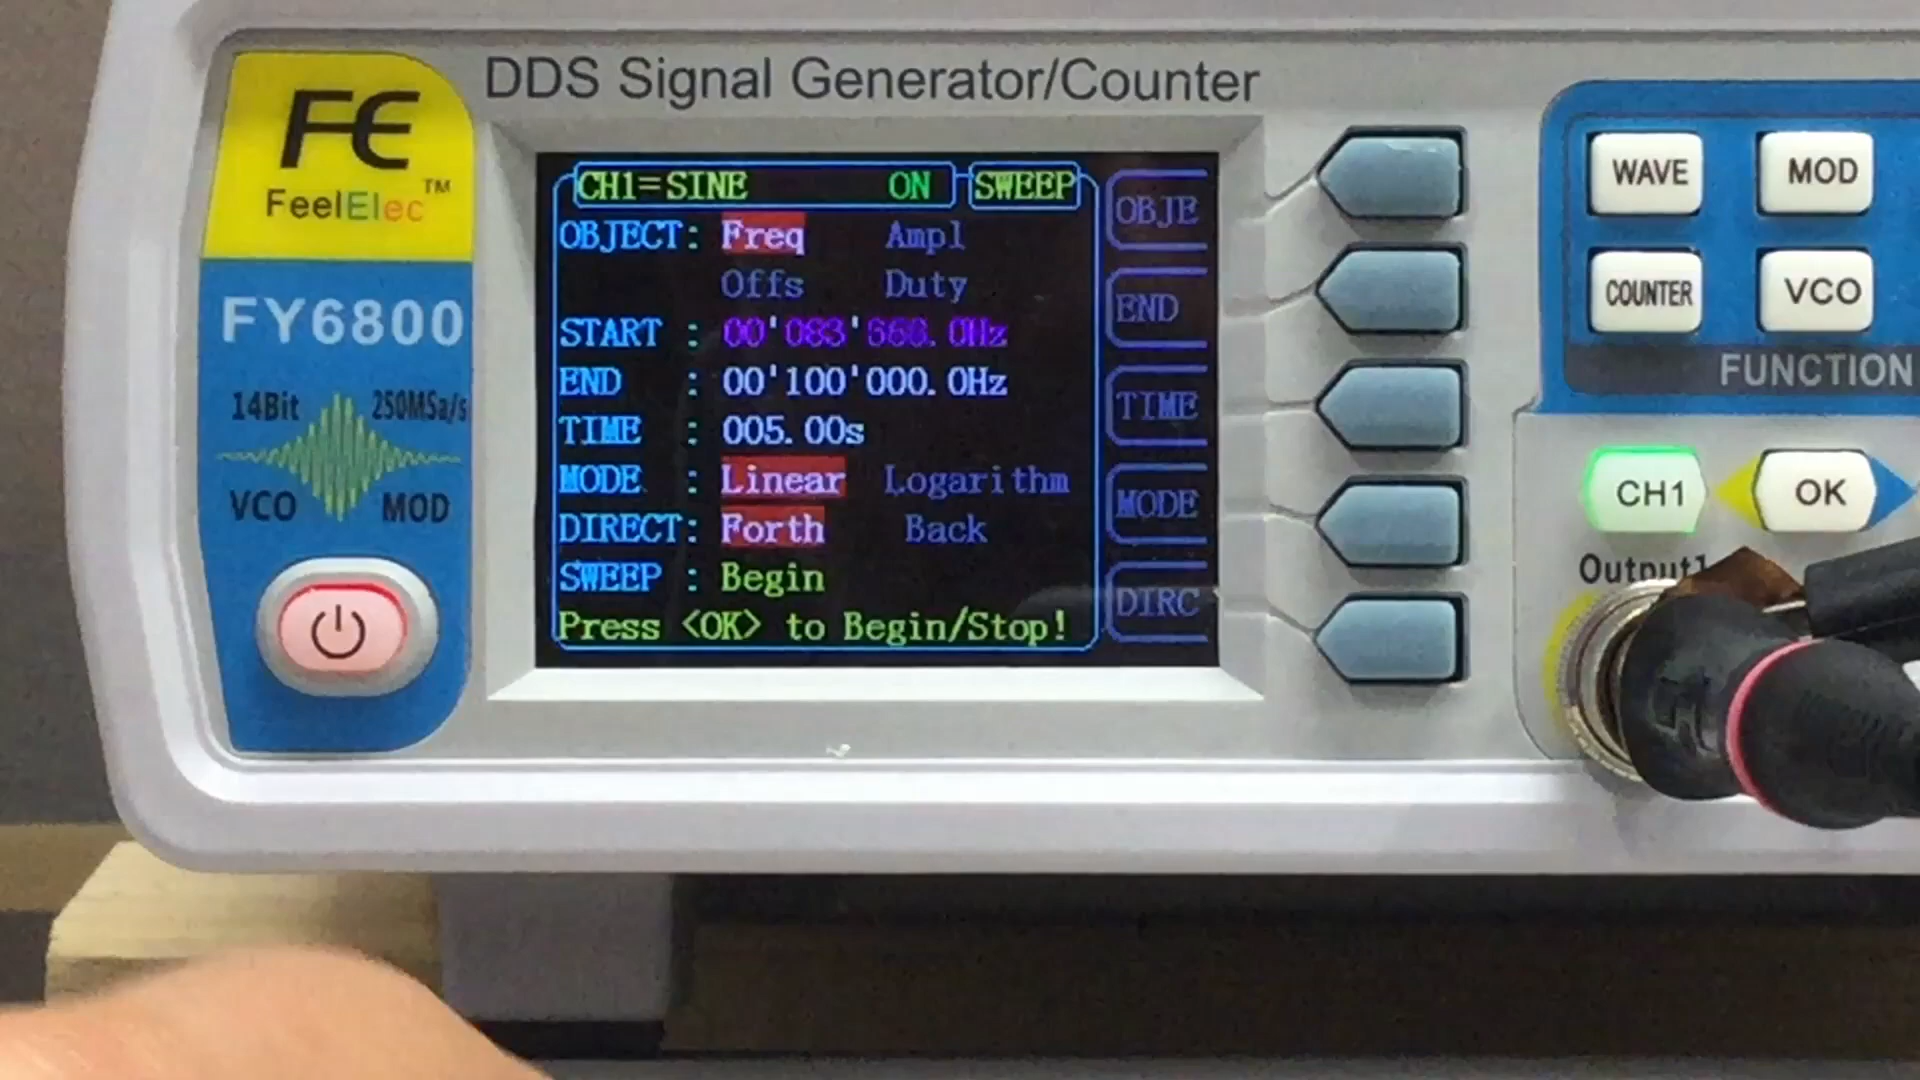 DDS Signal Generator/Counter
FE
FeelElec™
FY6800
14Bit 250MSa/s
VCO MOD
CH1=SINE ON SWEEP
OBJECT: Freq Ampl
Offs Duty
START :
END : 00'100'000.0Hz
TIME : 005.00s
MODE : Linear Logarithm
DIRECT: Forth Back
SWEEP : Begin
Press <OK> to Begin/Stop!
OBJE
END
TIME
MODE
DIRC
WAVE MOD
COUNTER VCO
FUNCTION
CH1 OK
Output1